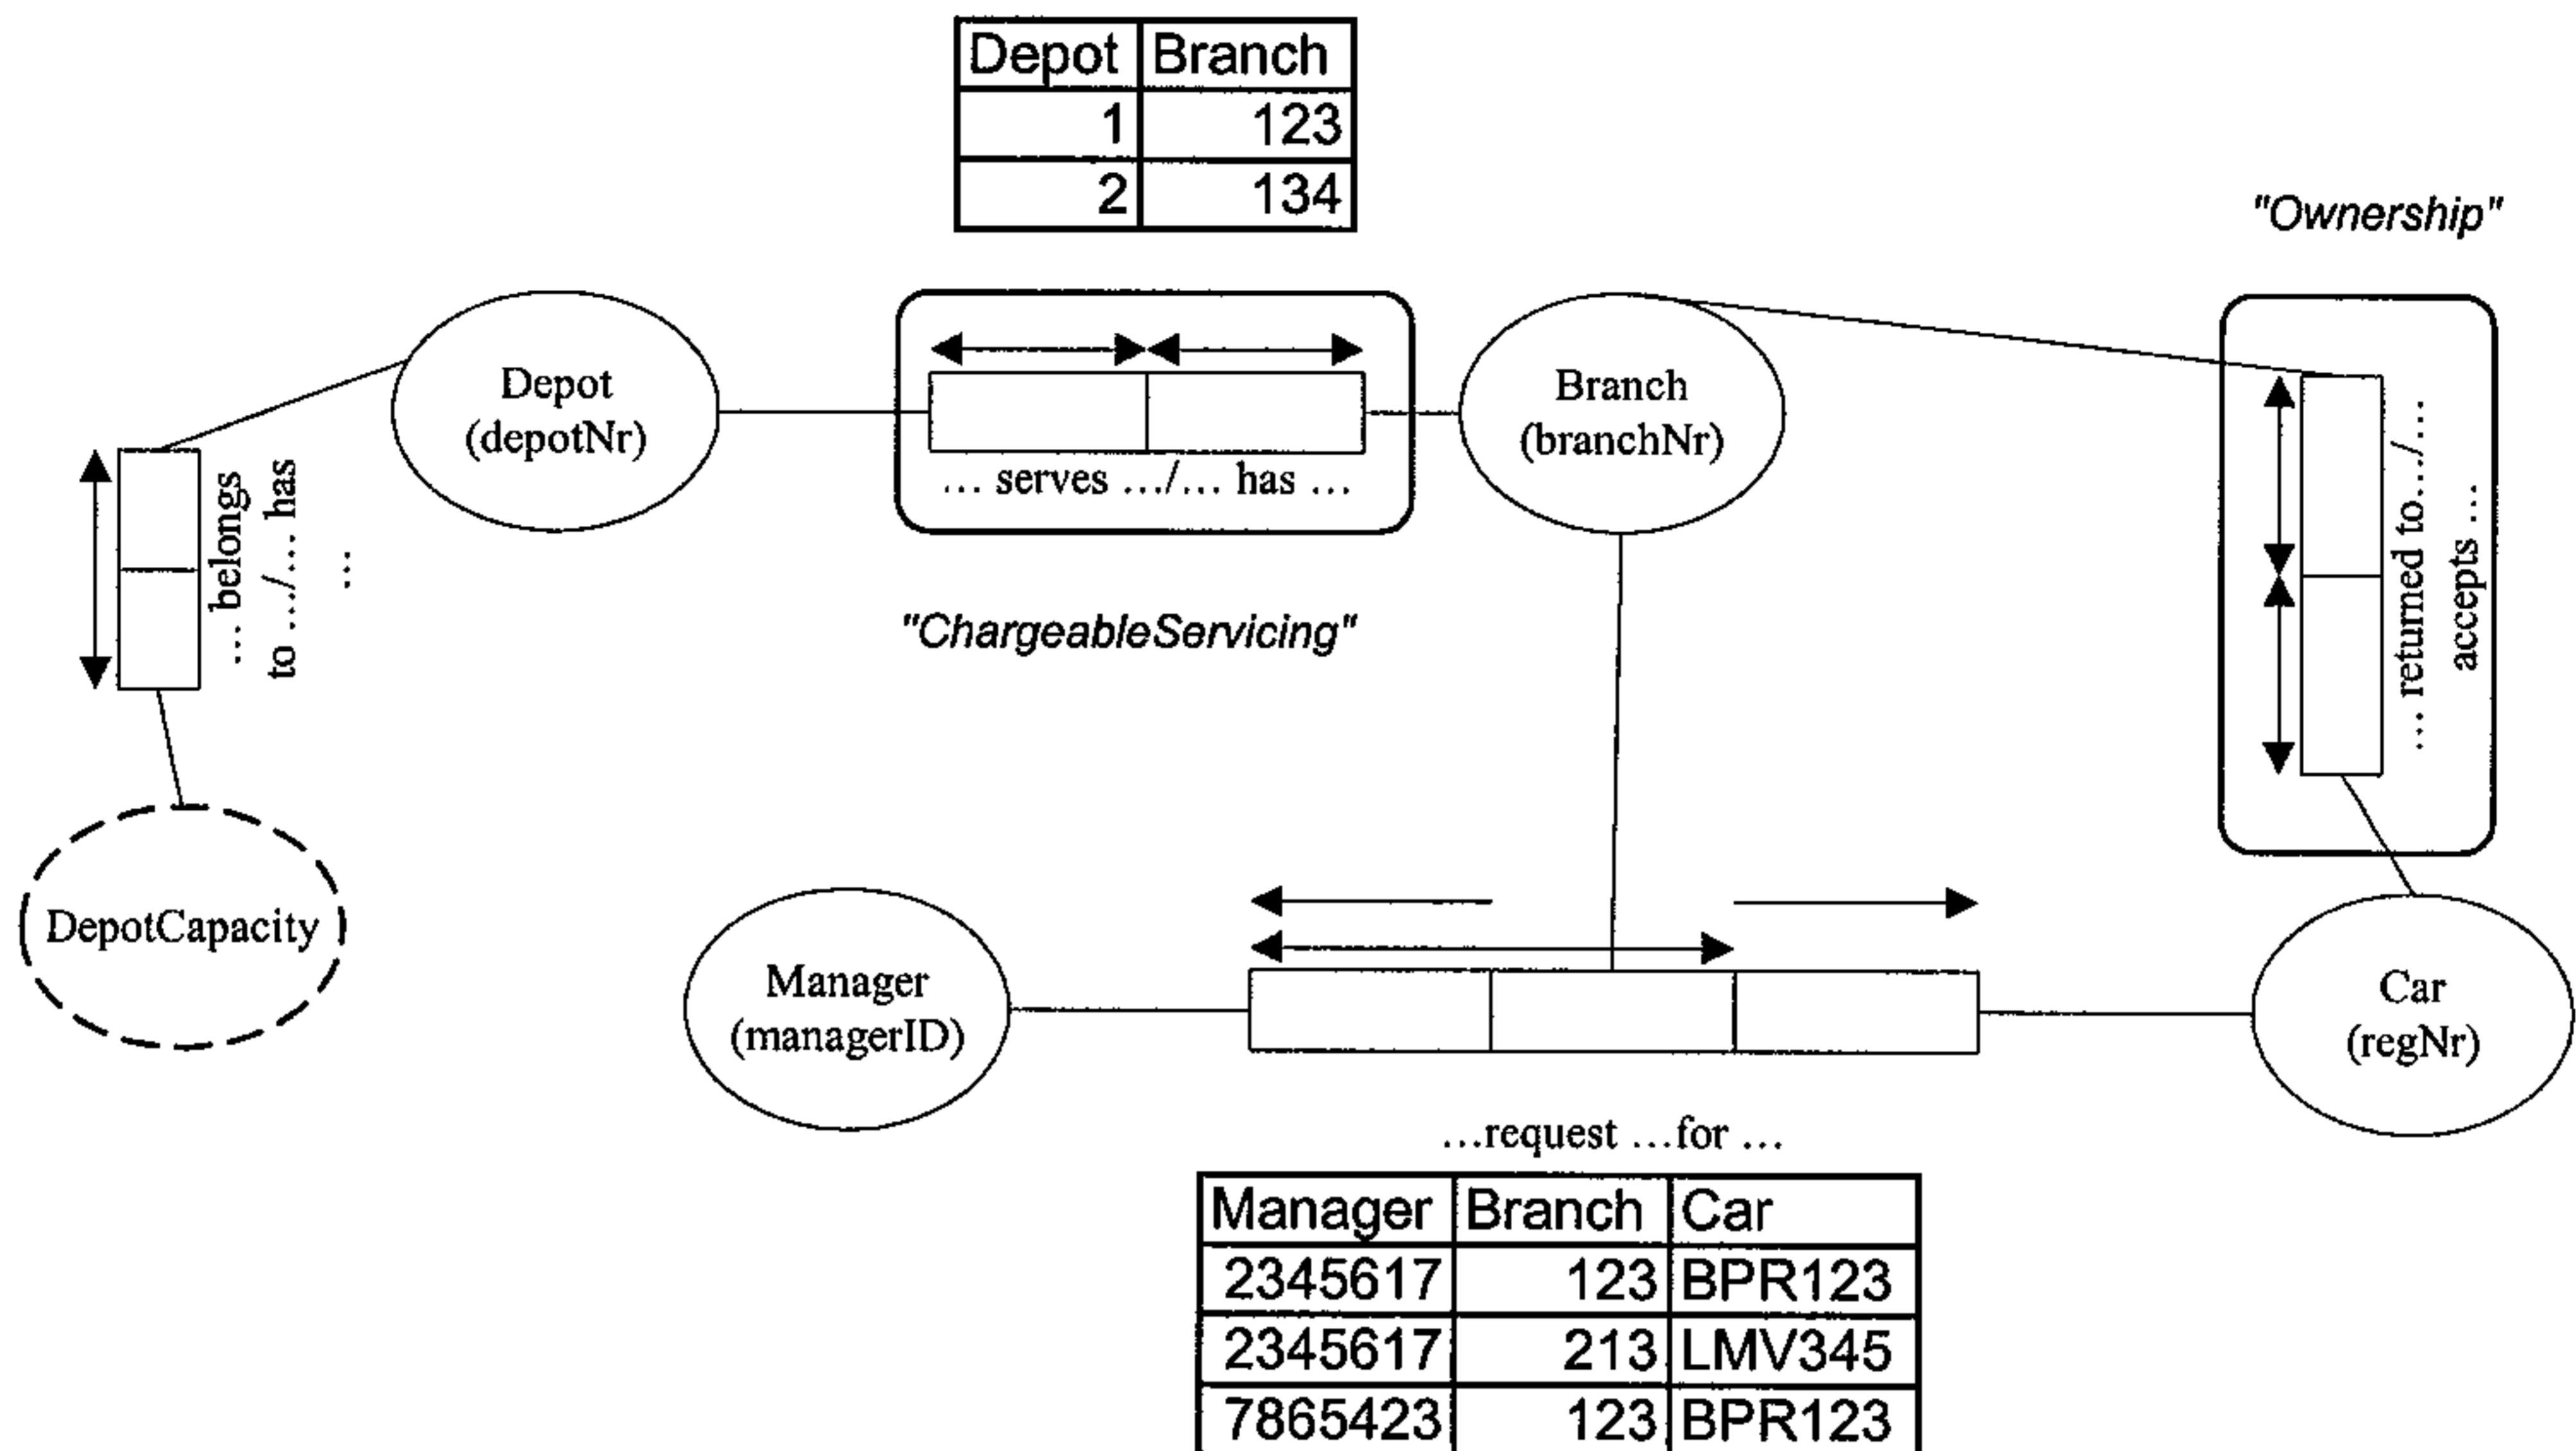 Depot Branch
1 123
2 134
"Ownership"
Depot
(depotNr)
... serves .../... has ...
Branch
(branchNr)
... belongs
to .../... has
...
"ChargeableServicing"
... returned to.../...
accepts ...
DepotCapacity
Manager
(managerID)
Car
(regNr)
...request ...for ...
Manager Branch Car
2345617 123 BPR123
2345617 213 LMV345
7865423 123 BPR123